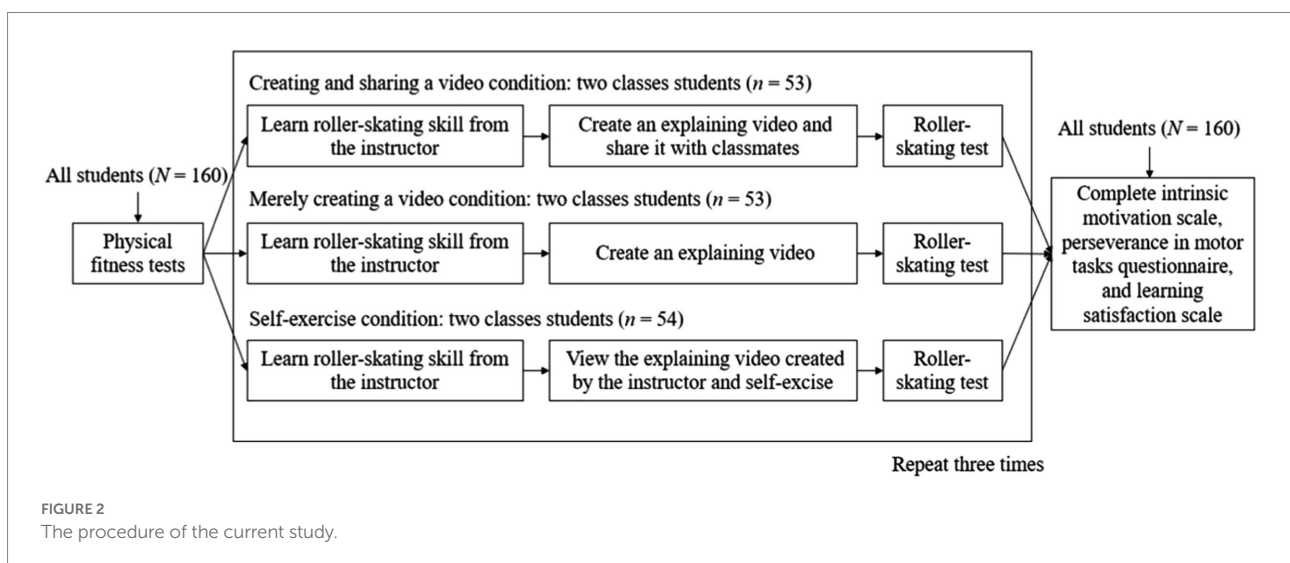 Creating and sharing a video condition: two classes students (n = 53)
Learn roller-skating skill from
the instructor
Create an explaining video and
share it with classmates
Roller-
skating test
All students (N = 160)
Physical
fitness tests
Merely creating a video condition: two classes students (n = 53)
Learn roller-skating skill from
the instructor
Create an explaining video
Roller-
skating test
Self-exercise condition: two classes students (n = 54)
Learn roller-skating skill from
the instructor
View the explaining video created
by the instructor and self-excise
Roller-
skating test
All students (N = 160)
Complete intrinsic
motivation scale,
perseverance in motor
tasks questionnaire,
and learning
satisfaction scale
Repeat three times
FIGURE 2
The procedure of the current study.